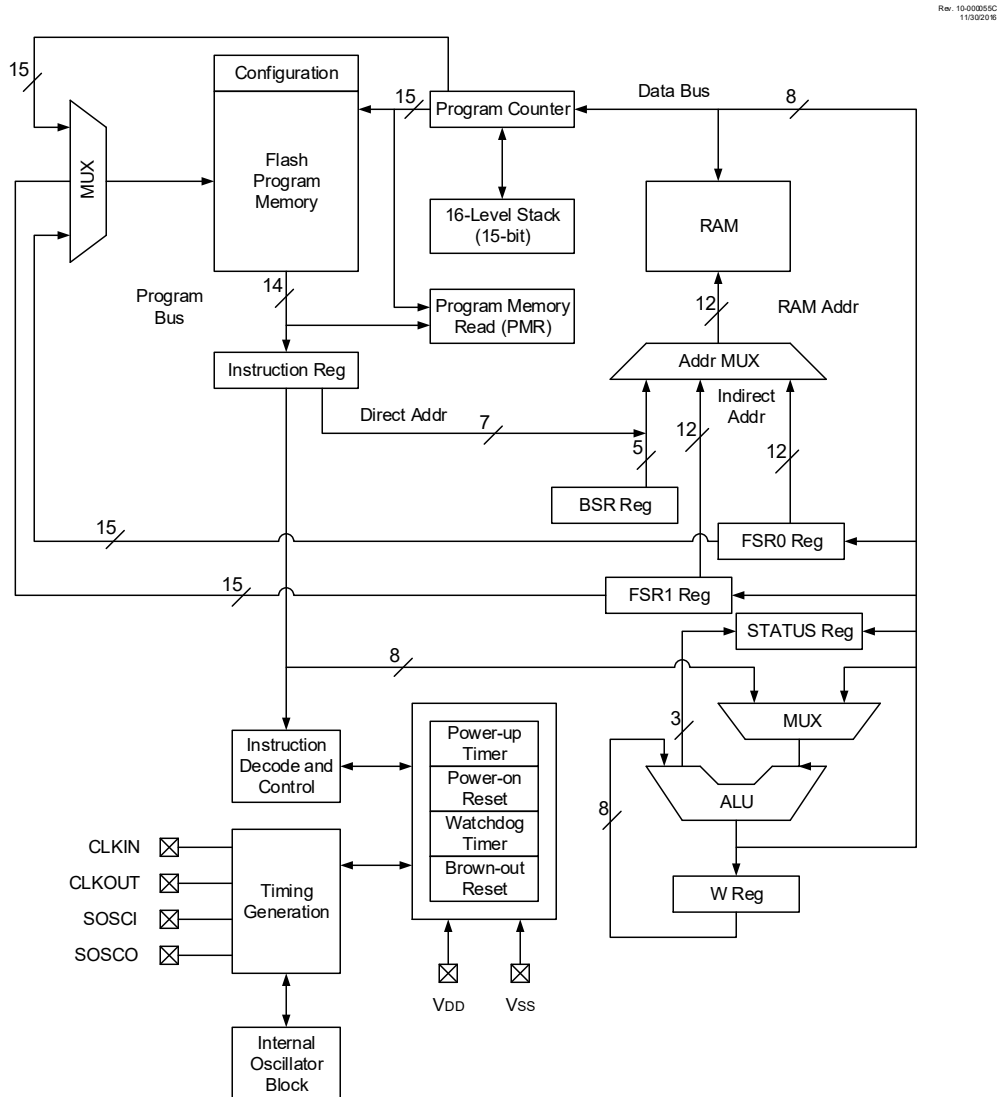 Rev. 10-000055C
11/30/2016
15
Configuration
15
Program Counter
Data Bus
8
MUX
Flash
Program
Memory
16-Level Stack
(15-bit)
RAM
Program
Bus
14
Program Memory
Read (PMR)
12
RAM Addr
Instruction Reg
Addr MUX
Direct Addr
7
Indirect
Addr
5
12
12
BSR Reg
15
FSR0 Reg
15
FSR1 Reg
STATUS Reg
8
3
MUX
Instruction
Decode and
Control
Power-up
Timer
Power-on
Reset
Watchdog
Timer
Brown-out
Reset
8
ALU
W Reg
CLKIN
CLKOUT
SOSCI
SOSCO
Timing
Generation
VDD
VSS
Internal
Oscillator
Block